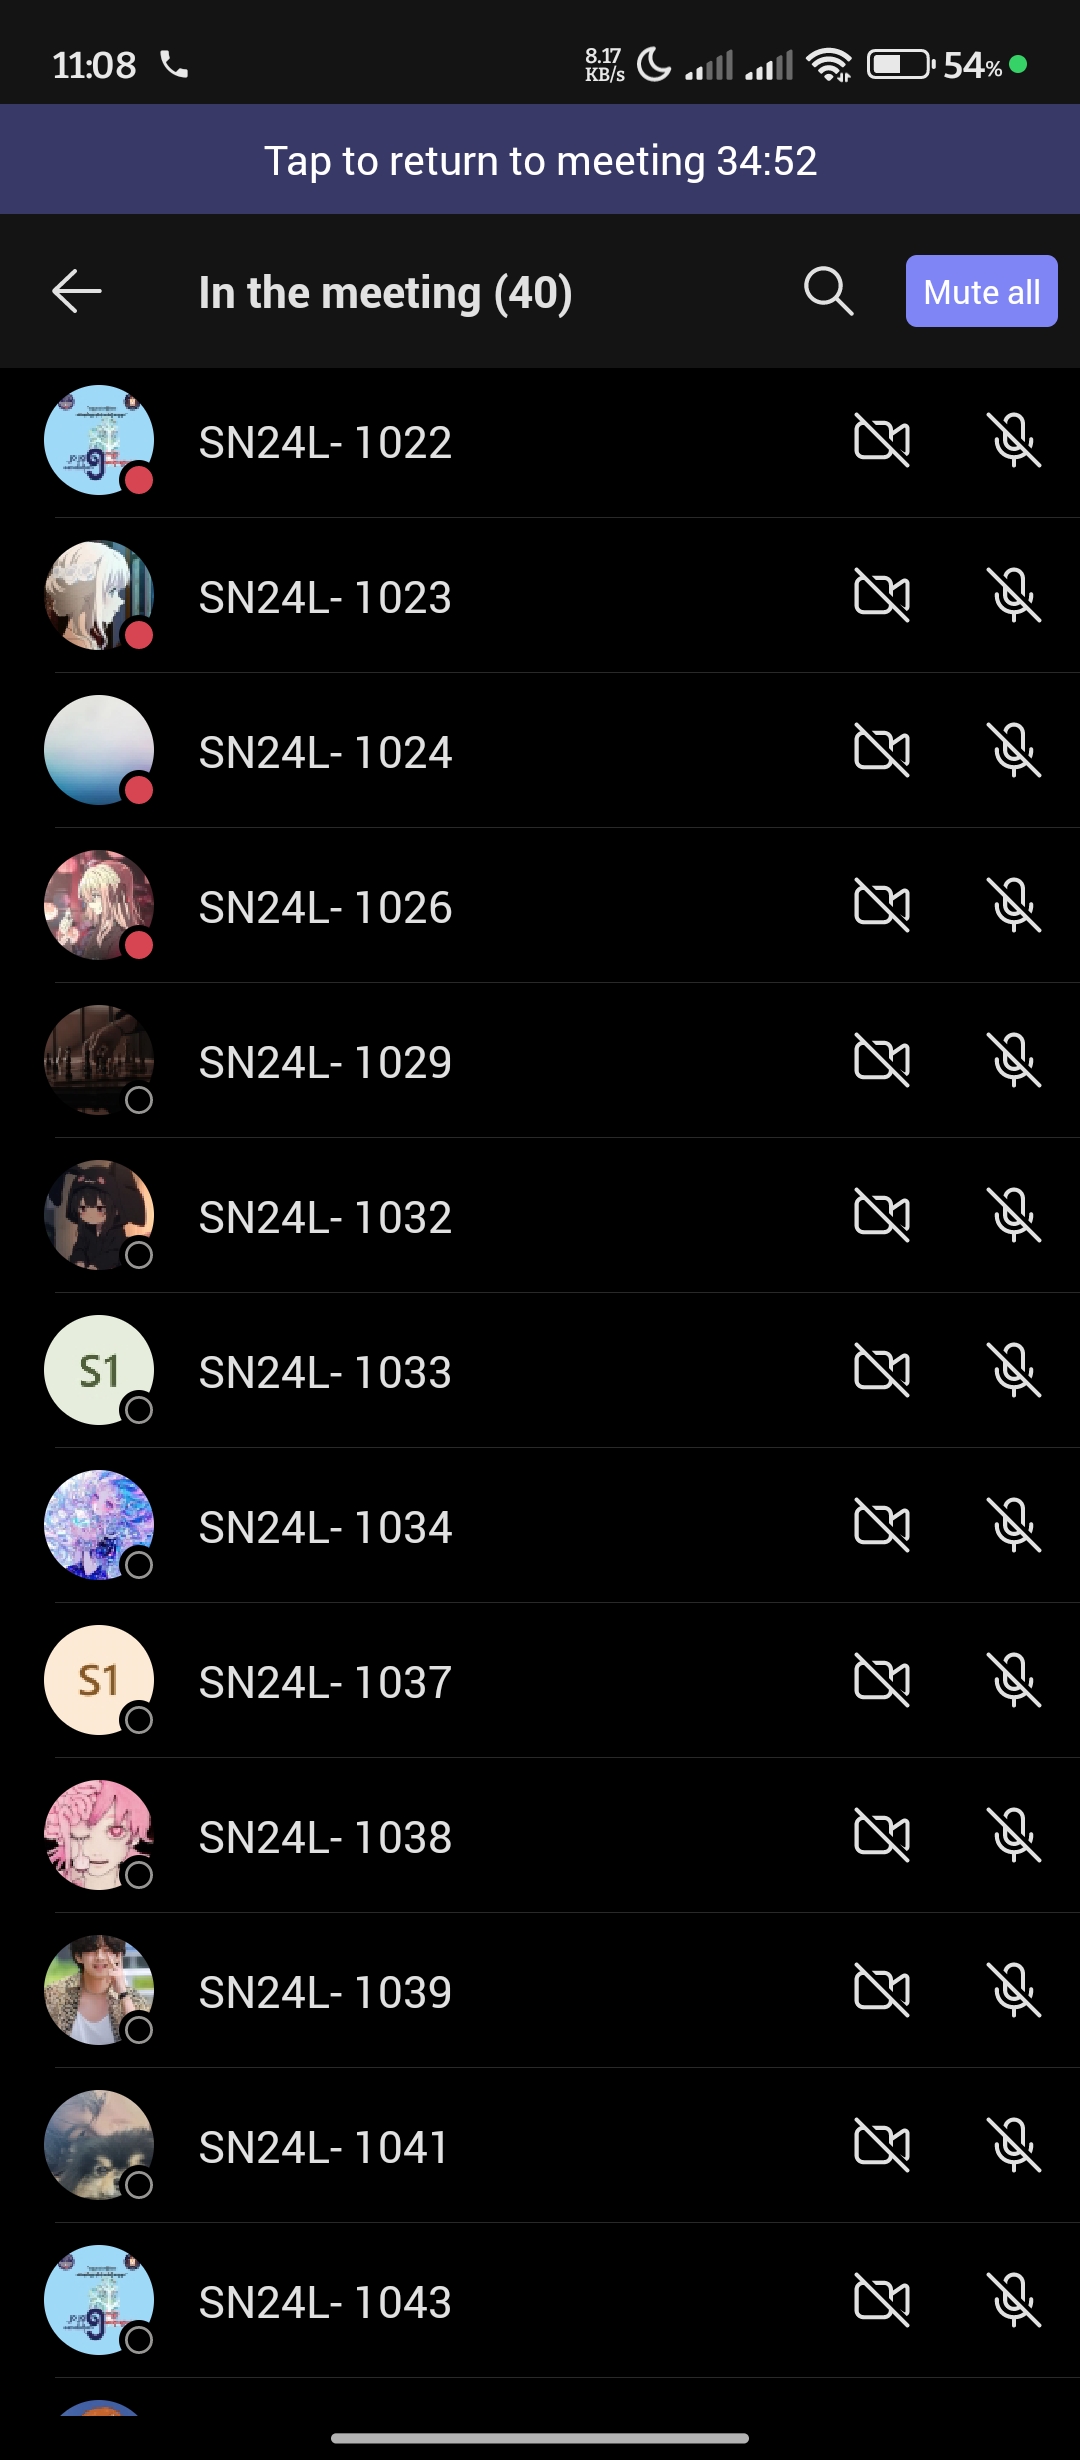 11:08
8.17
KB/s
54%
Tap to return to meeting 34:52
In the meeting (40)
Mute all
SN24L- 1022
SN24L- 1023
SN24L- 1024
SN24L- 1026
SN24L- 1029
SN24L- 1032
S1
SN24L- 1033
SN24L- 1034
S1
SN24L- 1037
SN24L- 1038
SN24L- 1039
SN24L- 1041
SN24L- 1043